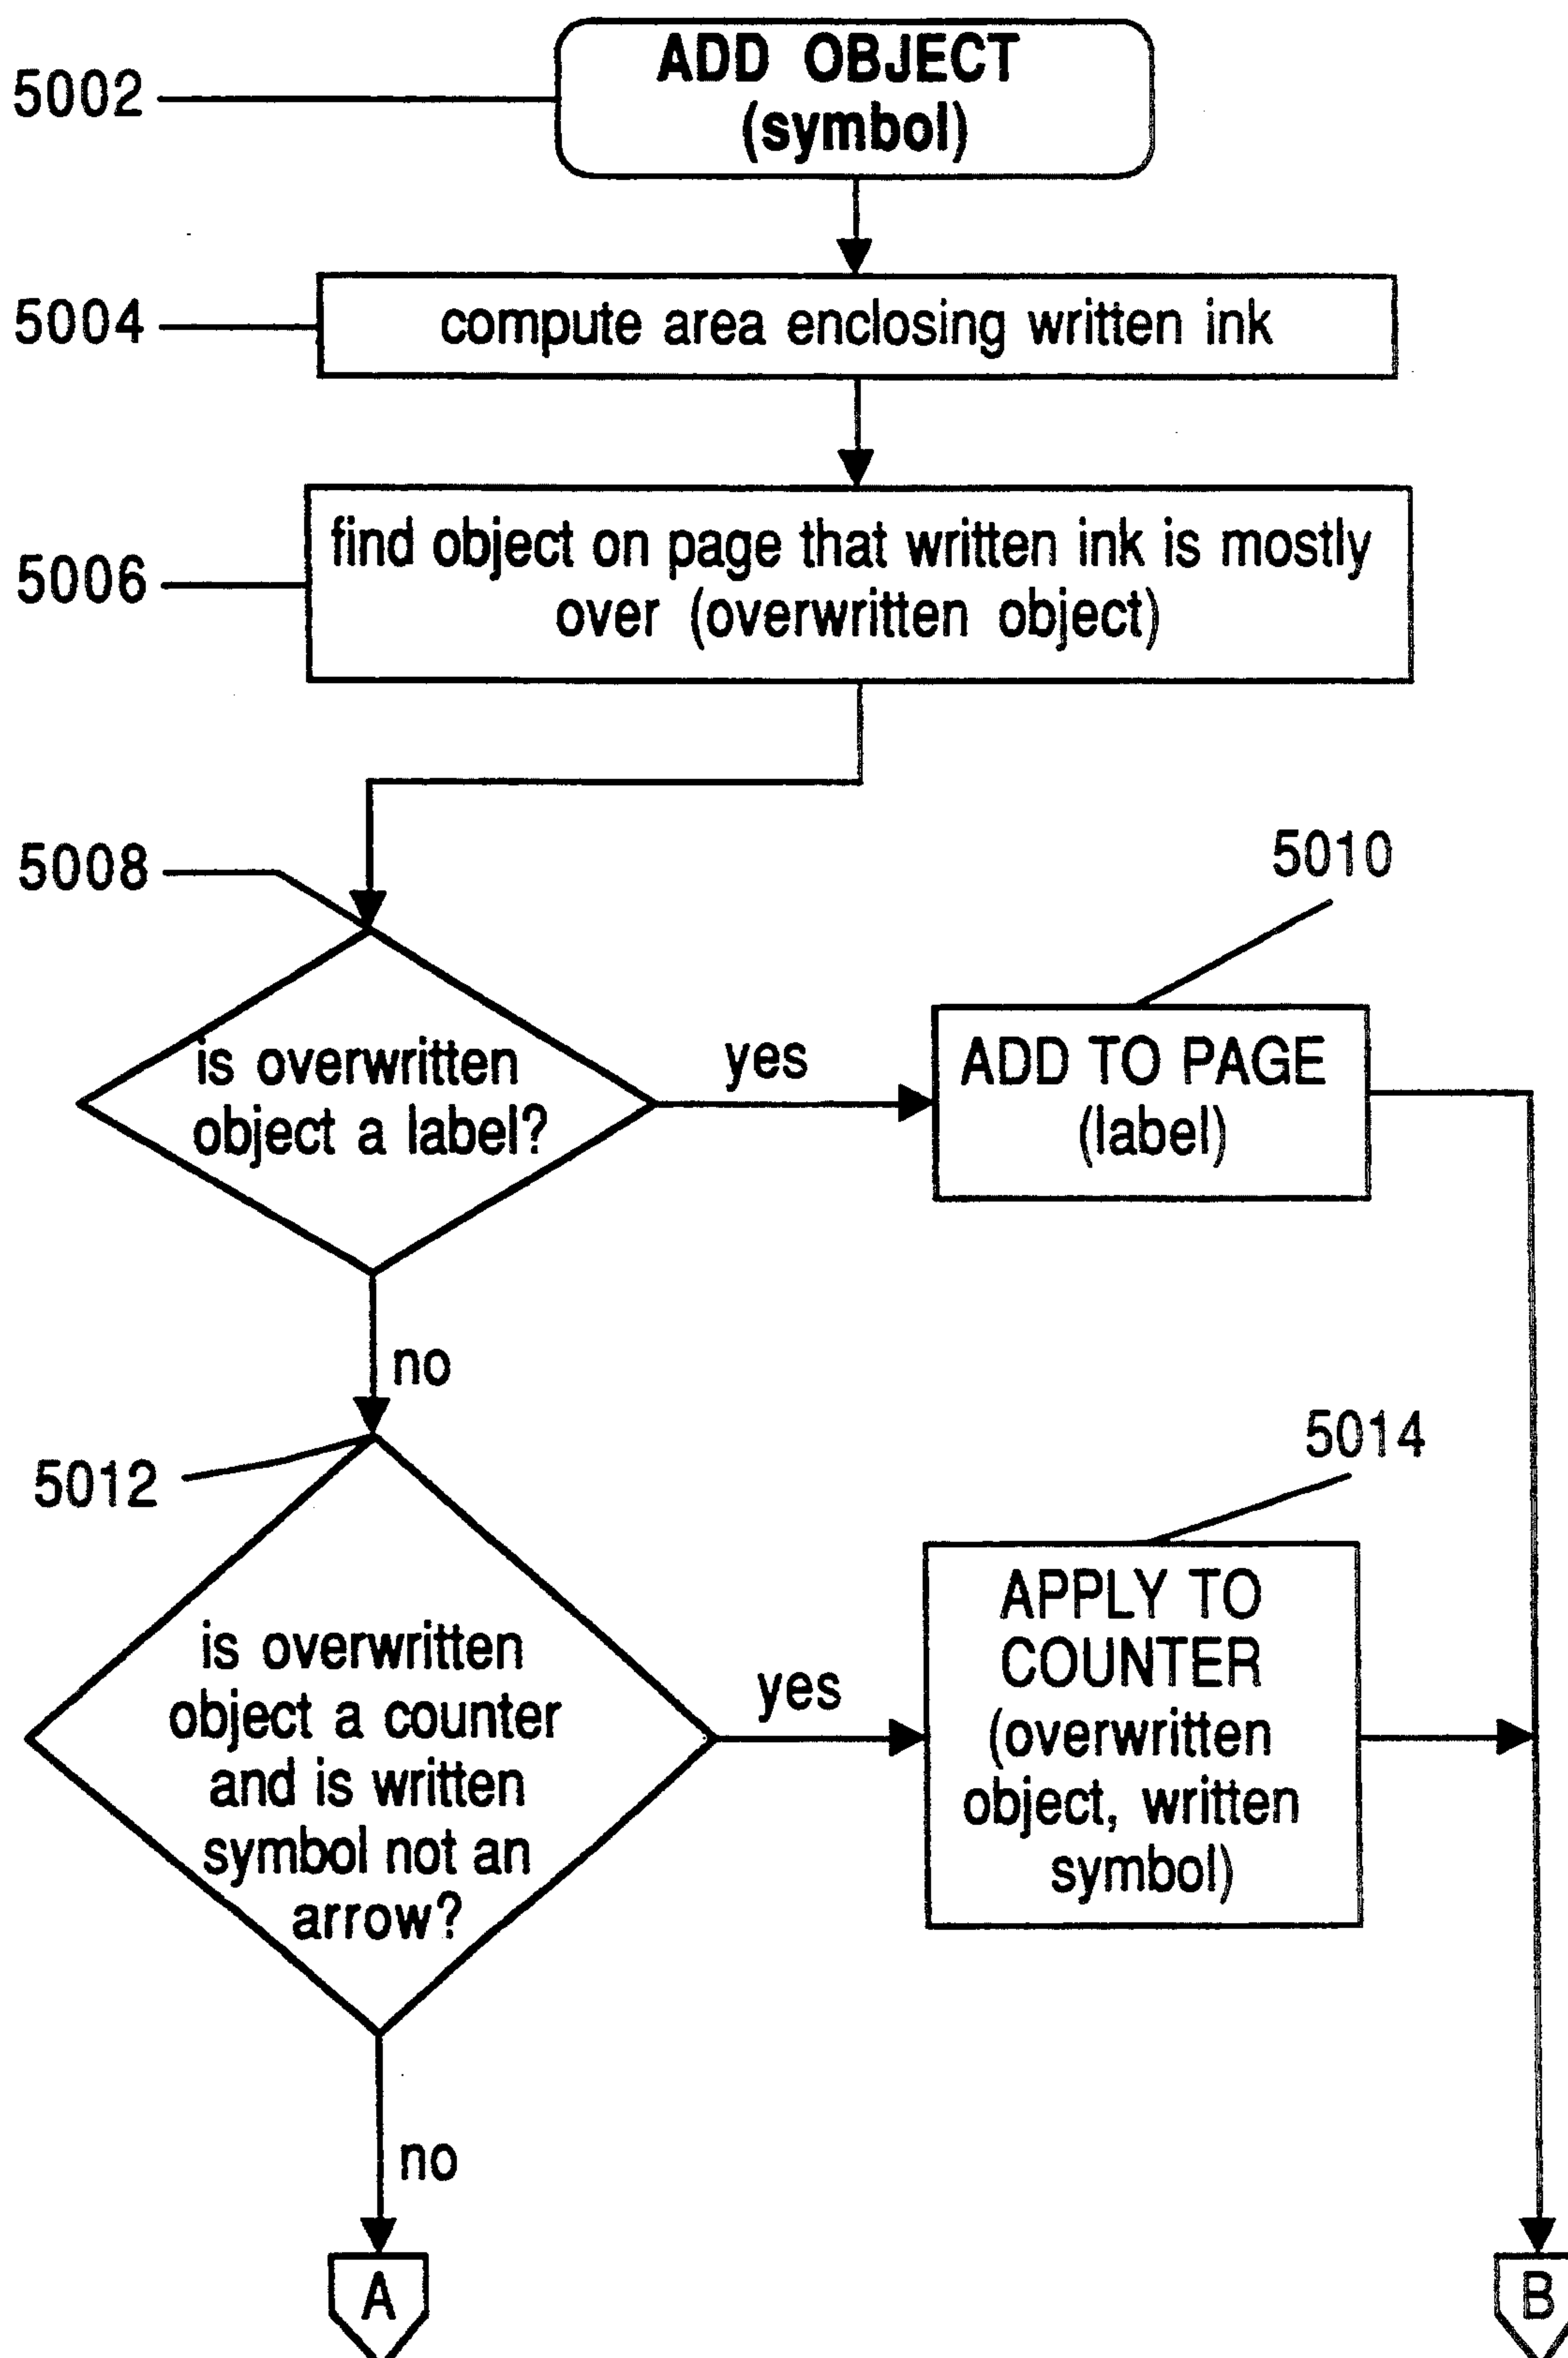 5002
ADD OBJECT
(symbol)
5004
compute area enclosing written ink
5006
find object on page that written ink is mostly
over (overwritten object)
5008
5010
is overwritten
object a label?
yes
ADD TO PAGE
(label)
no
5012
5014
is overwritten
object a counter
and is written
symbol not an
arrow?
yes
APPLY TO
COUNTER
(overwritten
object, written
symbol)
no
A
B